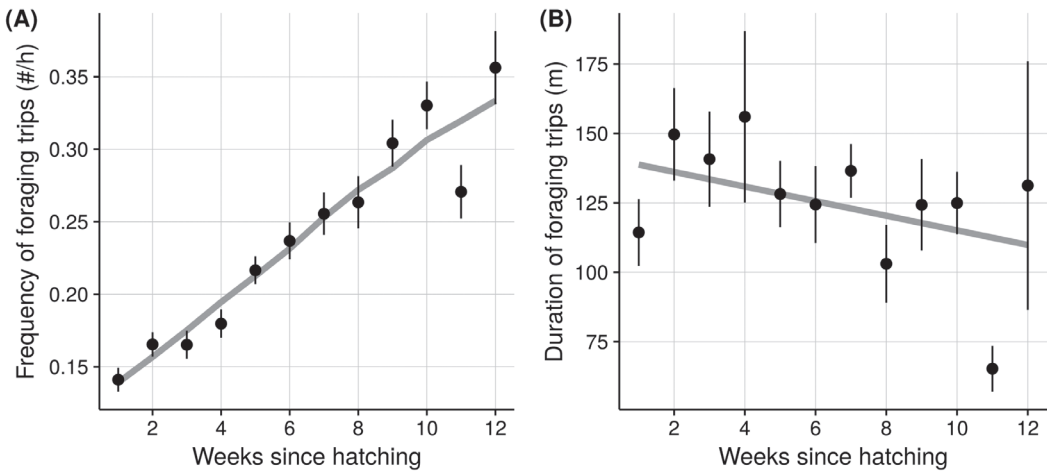 (A)
Frequency of foraging trips (#/h)
0.35
0.30
0.25
0.20
0.15
2 4 6 8 10 12
Weeks since hatching
(B)
Duration of foraging trips (m)
175
150
125
100
75
2 4 6 8 10 12
Weeks since hatching